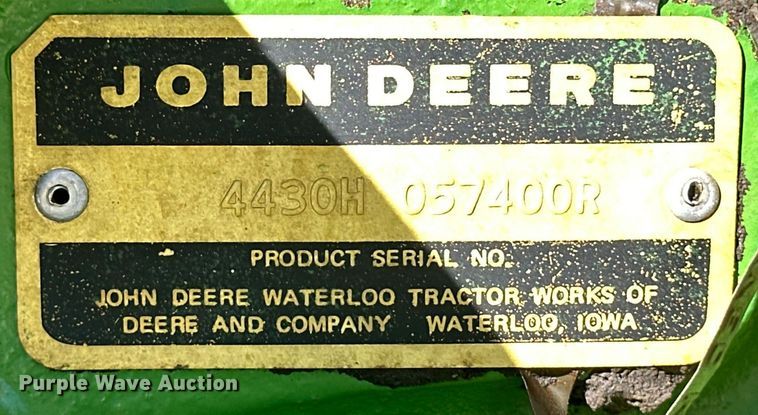 JOHN DEERE
4430H 057400R
PRODUCT SERIAL NO.
JOHN DEERE WATERLOO TRACTOR WORKS OF
DEERE AND COMPANY WATERLOO, IOWA
Purple Wave Auction